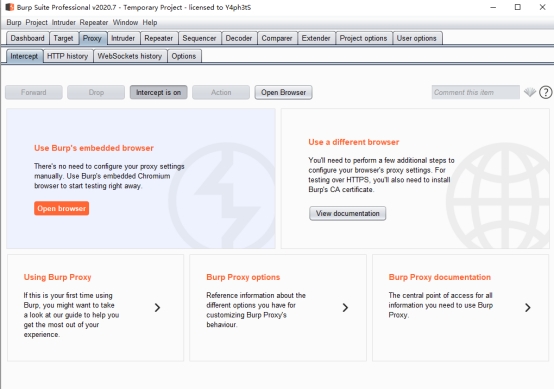 Burp Suite Professional v2020.7 - Temporary Project - licensed to Y4ph3tS
Burp Project Intruder Repeater Window Help
Dashboard Target Proxy Intruder Repeater Sequencer Decoder Comparer Extender Project options User options
Intercept HTTP history WebSockets history Options
Forward Drop Intercept is on Action Open Browser Comment this item ?
Use Burp's embedded browser
There's no need to configure your proxy settings
manually. Use Burp's embedded Chromium
browser to start testing right away.
Open browser
Use a different browser
You'll need to perform a few additional steps to
configure your browser's proxy settings. For
testing over HTTPS, you'll also need to install
Burp's CA certificate.
View documentation
Using Burp Proxy
If this is your first time using
Burp, you might want to take
a look at our guide to help you
get the most out of your
experience.
Burp Proxy options
Reference information about the
different options you have for
customizing Burp Proxy's
behaviour.
Burp Proxy documentation
The central point of access for all
information you need to use Burp
Proxy.